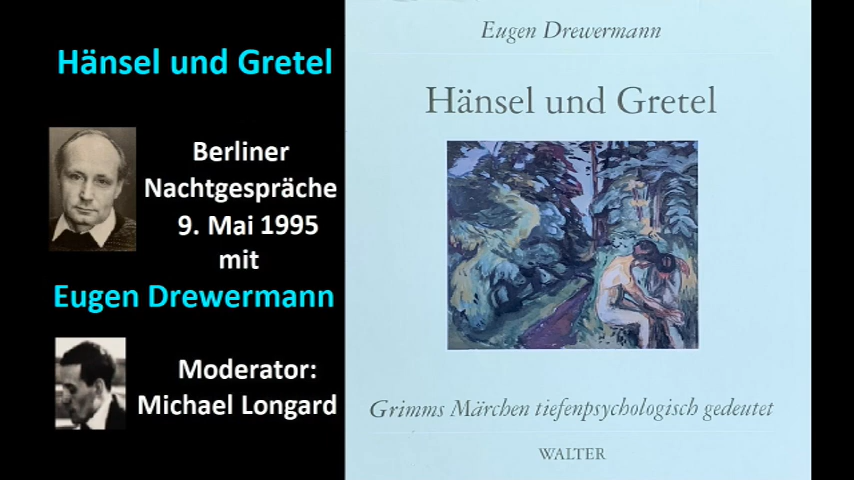 Hänsel und Gretel
Berliner
Nachtgespräche
9. Mai 1995
mit
Eugen Drewermann
Moderator:
Michael Longard
Eugen Drewermann
Hänsel und Gretel
Grimms Märchen tiefenpsychologisch gedeutet
WALTER